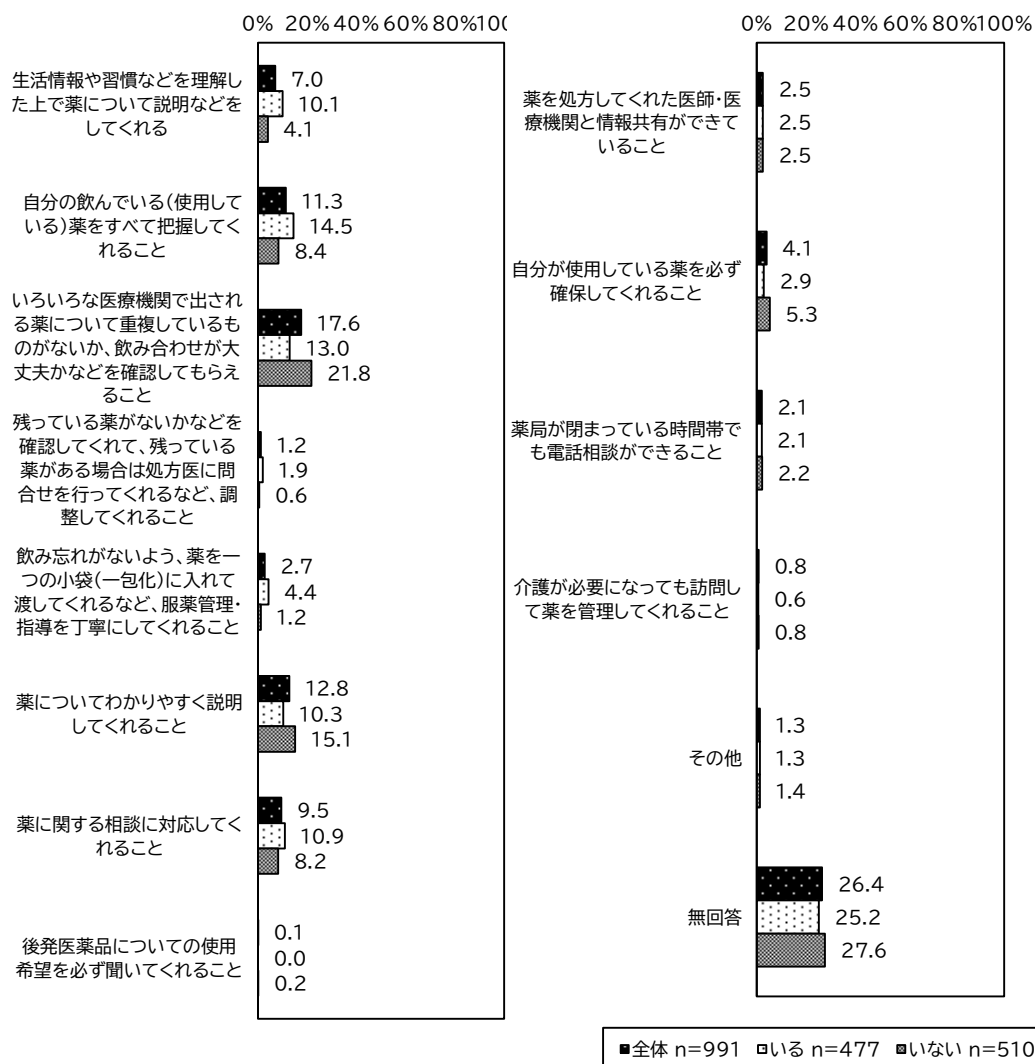 0% 20% 40% 60% 80% 100%
生活情報や習慣などを理解し
た上で薬について説明などを
してくれる
7.0
10.1
4.1
自分の飲んでいる(使用して
いる)薬をすべて把握してく
れること
11.3
14.5
8.4
いろいろな医療機関で出され
る薬について重複しているも
のがないか、飲み合わせが大
丈夫かなどを確認してもらえ
ること
17.6
13.0
21.8
残っている薬がないかなどを
確認してくれて、残っている
薬がある場合は処方医に問
合せを行ってくれるなど、調
整してくれること
1.2
1.9
0.6
飲み忘れがないよう、薬を一
つの小袋(一包化)に入れて
渡してくれるなど、服薬管理・
指導を丁寧にしてくれること
2.7
4.4
1.2
薬についてわかりやすく説明
してくれること
12.8
10.3
15.1
薬に関する相談に対応してく
れること
9.5
10.9
8.2
後発医薬品についての使用
希望を必ず聞いてくれること
0.1
0.0
0.2
0% 20% 40% 60% 80% 100%
薬を処方してくれた医師・医
療機関と情報共有ができて
いること
2.5
2.5
2.5
自分が使用している薬を必ず
確保してくれること
4.1
2.9
5.3
薬局が閉まっている時間帯で
も電話相談ができること
2.1
2.1
2.2
介護が必要になっても訪問し
て薬を管理してくれること
0.8
0.6
0.8
その他
1.3
1.3
1.4
無回答
26.4
25.2
27.6
全体 n=991 いる n=477 いない n=510